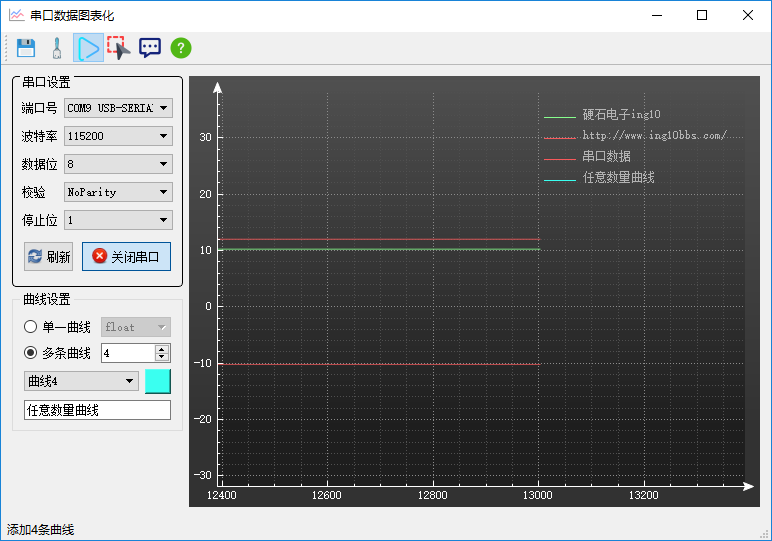 串口数据图表化
串口设置
端口号 COM9 USB-SERIA
波特率 115200
数据位 8
校验 NoParity
停止位 1
刷新 关闭串口
曲线设置
单一曲线 float
多条曲线 4
曲线4
任意数量曲线
硬石电子ing10
http://www.ing10bbs.com/
串口数据
任意数量曲线
30
20
10
0
-10
-20
-30
12400 12600 12800 13000 13200
添加4条曲线